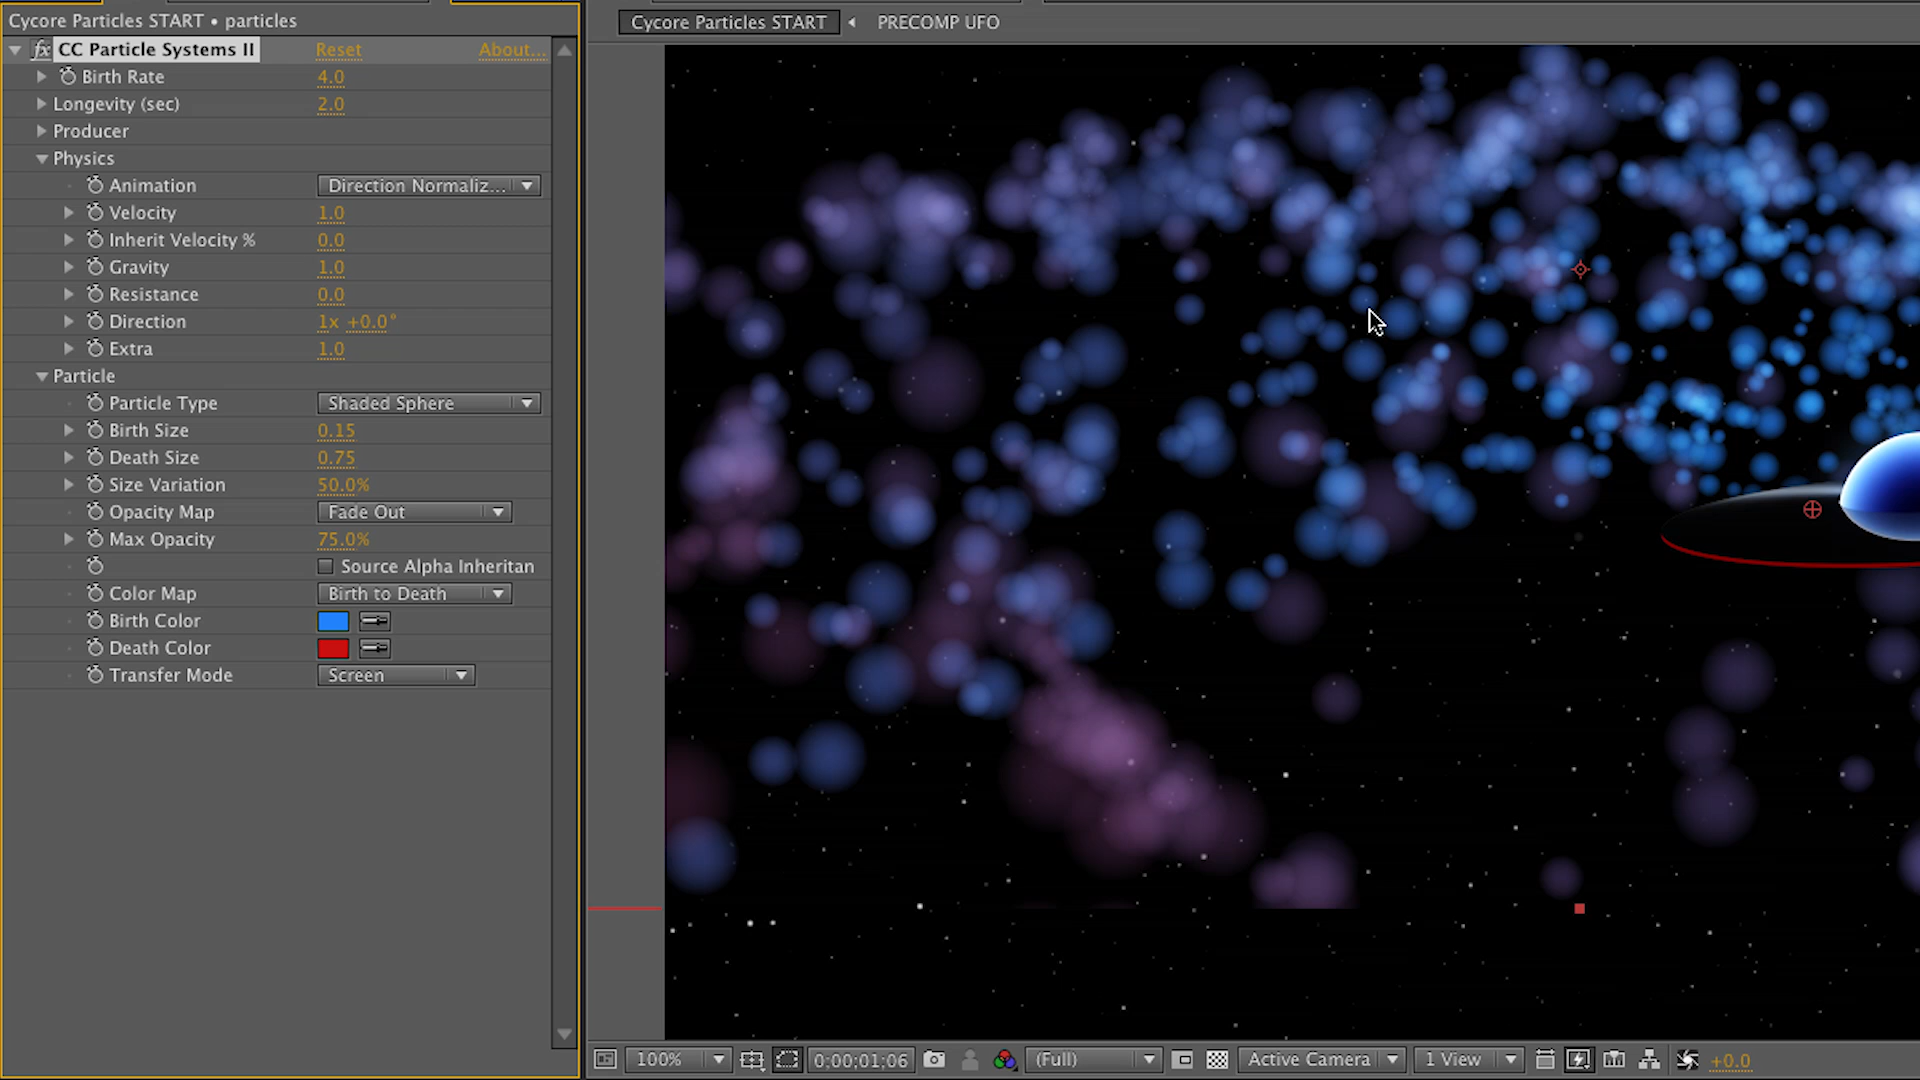 Cycore Particles START • particles
fx CC Particle Systems II Reset About...
Birth Rate 4.0
Longevity (sec) 2.0
Producer
Physics
Animation Direction Normaliz...
Velocity 1.0
Inherit Velocity % 0.0
Gravity 1.0
Resistance 0.0
Direction 1x +0.0°
Extra 1.0
Particle
Particle Type Shaded Sphere
Birth Size 0.15
Death Size 0.75
Size Variation 50.0%
Opacity Map Fade Out
Max Opacity 75.0%
Source Alpha Inheritan
Color Map Birth to Death
Birth Color
Death Color
Transfer Mode Screen
Cycore Particles START PRECOMP UFO
100% 0;00;01;06 (Full) Active Camera 1 View +0.0